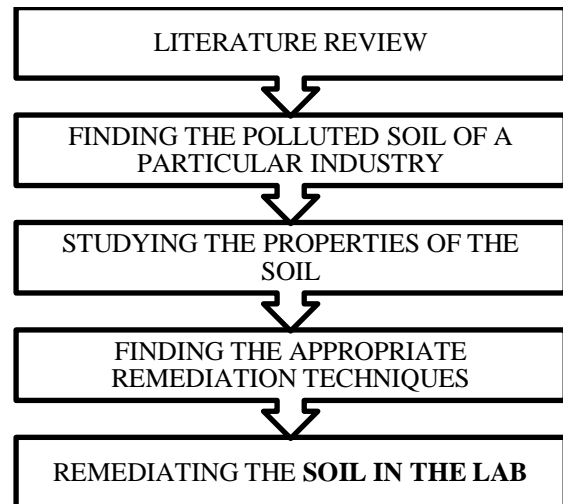 LITERATURE REVIEW
FINDING THE POLLUTED SOIL OF A
PARTICULAR INDUSTRY
STUDYING THE PROPERTIES OF THE
SOIL
FINDING THE APPROPRIATE
REMEDIATION TECHNIQUES
REMEDIATING THE SOIL IN THE LAB